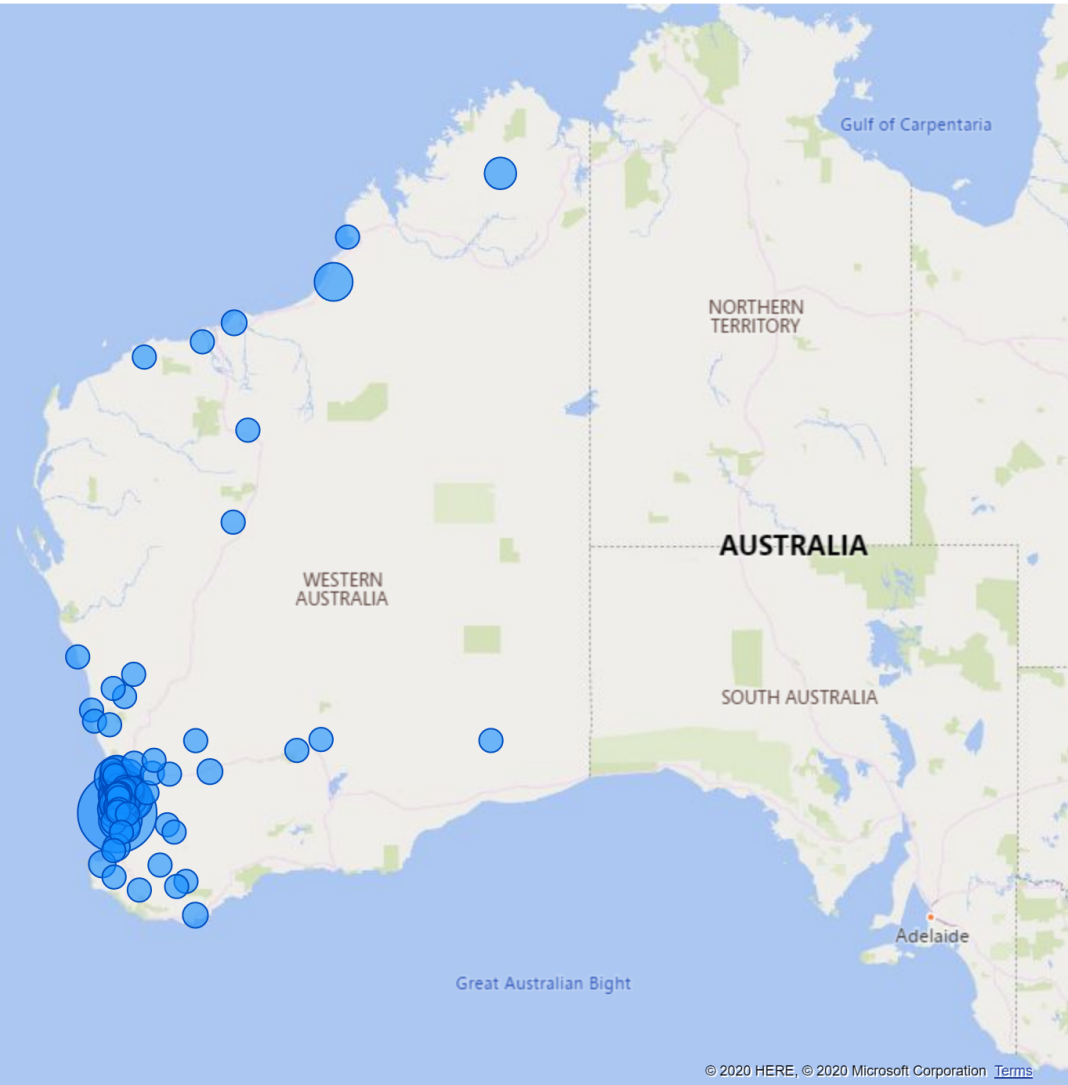 Gulf of Carpentaria
NORTHERN
TERRITORY
AUSTRALIA
WESTERN
AUSTRALIA
SOUTH AUSTRALIA
Adelaide
Great Australian Bight
© 2020 HERE, © 2020 Microsoft Corporation Terms